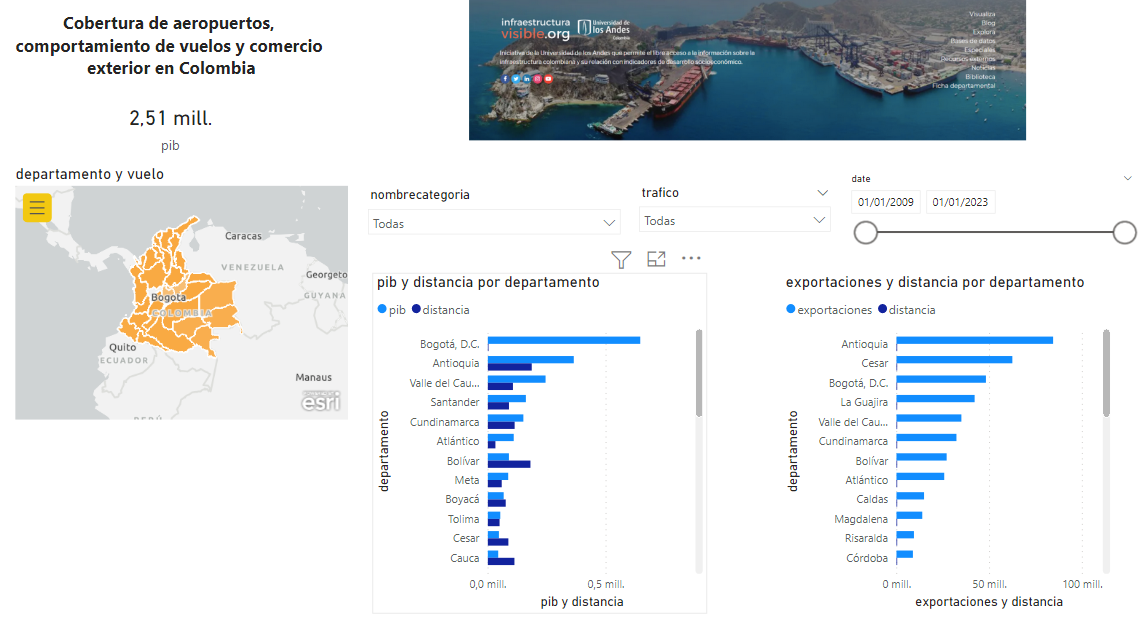 Cobertura de aeropuertos,
comportamiento de vuelos y comercio
exterior en Colombia
2,51 mill.
pib
infraestructura
visible.org
Universidad de
los Andes
Colombia
Iniciativa de la Universidad de los Andes que permite el libre acceso a la información sobre la
infraestructura colombiana y su relación con indicadores de desarrollo socioeconómico.
Visualiza
Blog
Explora
Bases de datos
Especiales
Recursos externos
Noticias
Biblioteca
Ficha departamental
departamento y vuelo
Caracas
VENEZUELA
Georgeto
GUYANA
Bogota
COLOMBIA
Quito
ECUADOR
Manaus
PERÚ
esri
nombrecategoria
Todas
trafico
Todas
date
01/01/2009
01/01/2023
pib y distancia por departamento
pib
distancia
departamento
Bogotá, D.C.
Antioquia
Valle del Cau...
Santander
Cundinamarca
Atlántico
Bolívar
Meta
Boyacá
Tolima
Cesar
Cauca
0,0 mill.
0,5 mill.
pib y distancia
exportaciones y distancia por departamento
exportaciones
distancia
departamento
Antioquia
Cesar
Bogotá, D.C.
La Guajira
Valle del Cau...
Cundinamarca
Bolívar
Atlántico
Caldas
Magdalena
Risaralda
Córdoba
0 mill.
50 mill.
100 mill.
exportaciones y distancia